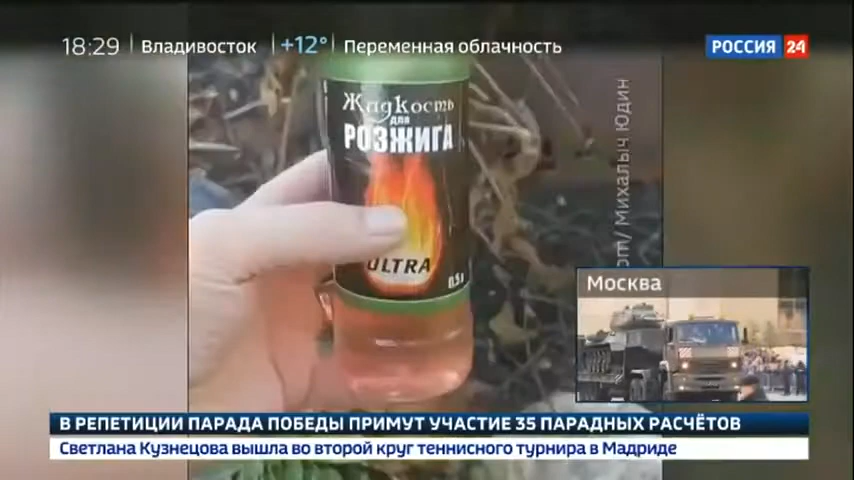 18:29 Владивосток +12° Переменная облачность
РОССИЯ 24
Жидкость
для
РОЗЖИГА
ULTRA
0,5л
/ Михалыч Юдин
Москва
В РЕПЕТИЦИИ ПАРАДА ПОБЕДЫ ПРИМУТ УЧАСТИЕ 35 ПАРАДНЫХ РАСЧЁТОВ
Светлана Кузнецова вышла во второй круг теннисного турнира в Мадриде